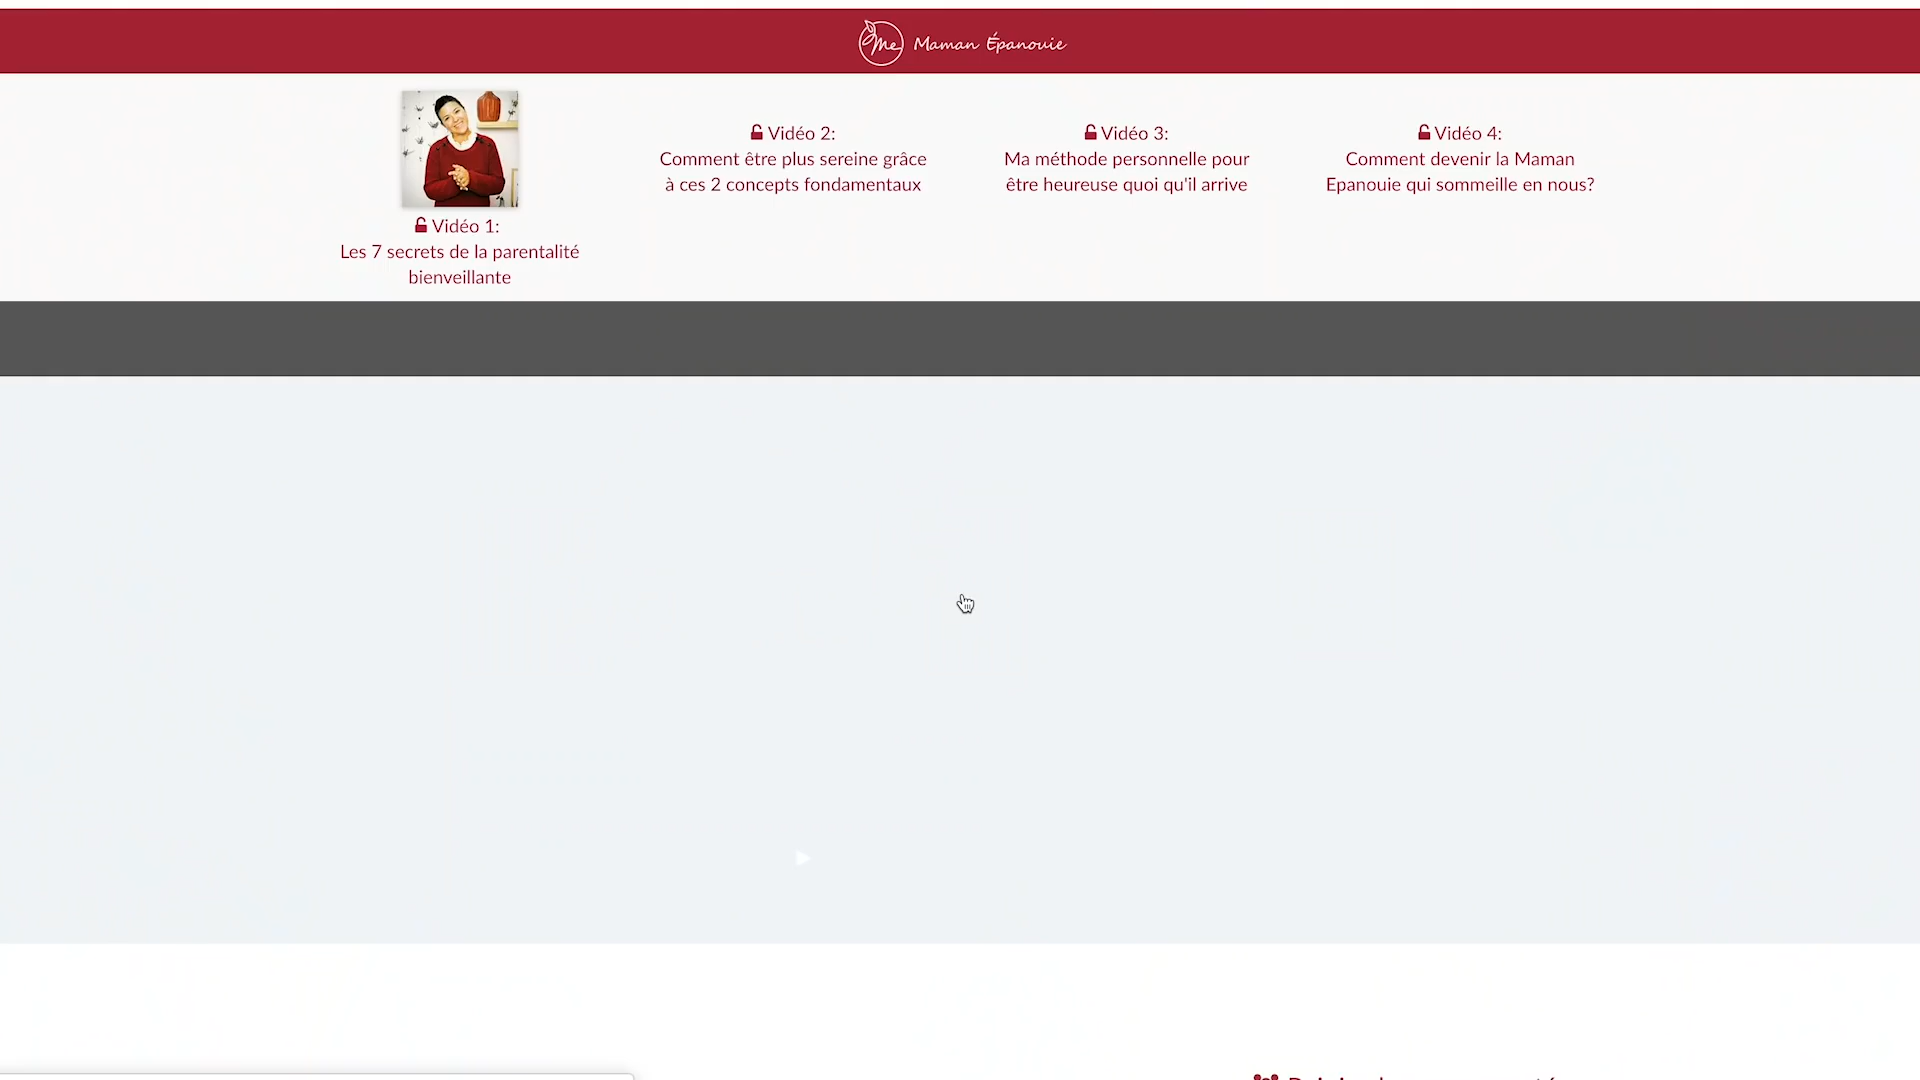 Me Maman Épanouie
Vidéo 1:
Les 7 secrets de la parentalité
bienveillante
Vidéo 2:
Comment être plus sereine grâce
à ces 2 concepts fondamentaux
Vidéo 3:
Ma méthode personnelle pour
être heureuse quoi qu'il arrive
Vidéo 4:
Comment devenir la Maman
Epanouie qui sommeille en nous?